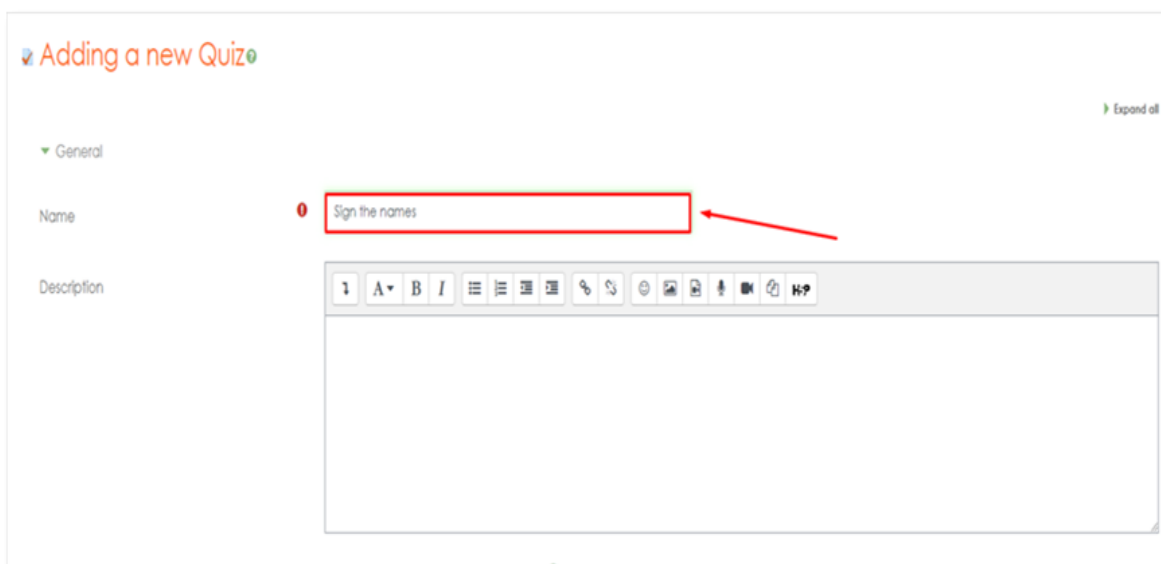 Adding a new Quiz
Expand all
General
Name
Sign the names
Description
A B I
H-P